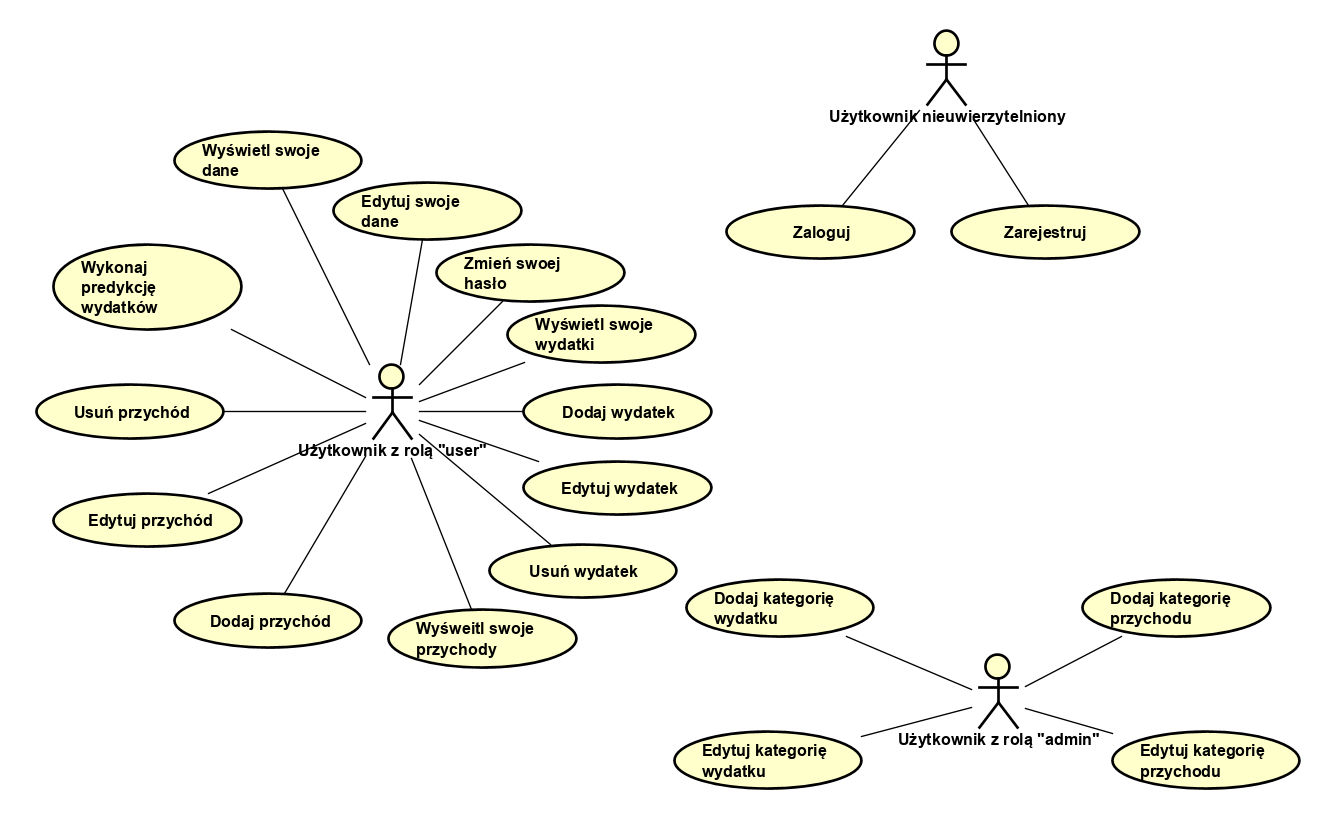 Użytkownik nieuwierzytelniony
Wyświetl swoje
dane
Edytuj swoje
dane
Zaloguj
Zarejestruj
Zmień swoej
hasło
Wykonaj
predykcję
wydatków
Wyświetl swoje
wydatki
Usuń przychód
Dodaj wydatek
Użytkownik z rolą "user"
Edytuj wydatek
Edytuj przychód
Usuń wydatek
Dodaj przychód
Wyśweitl swoje
przychody
Dodaj kategorię
wydatku
Dodaj kategorię
przychodu
Użytkownik z rolą "admin"
Edytuj kategorię
wydatku
Edytuj kategorię
przychodu